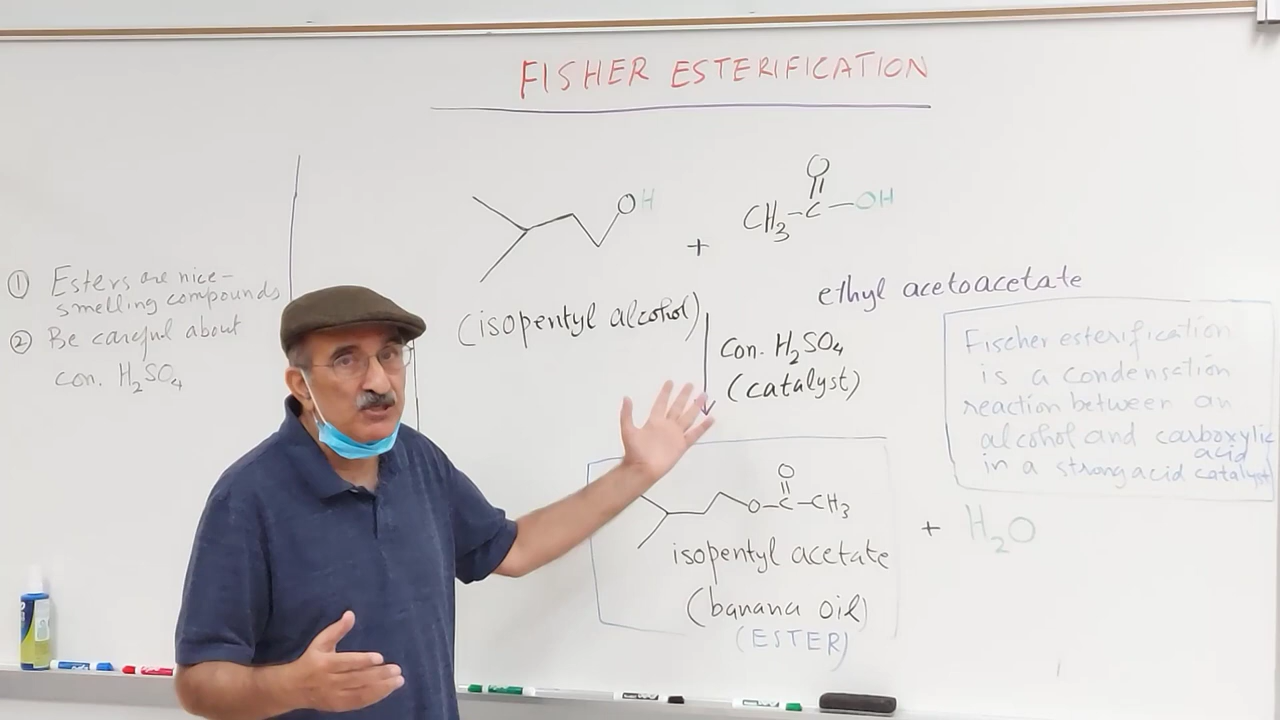 FISHER ESTERIFICATION
① Esters are nice-
smelling compounds
② Be careful about
con. H₂SO₄
OH
+
O
CH₃-C-OH
(isopentyl alcohol)
ethyl acetoacetate
con. H₂SO₄
(catalyst)
Fischer esterification
is a condensation
reaction between an
alcohol and carboxylic
acid
in a strong acid catalyst
O
O-C-CH₃
isopentyl acetate
(banana oil)
(ESTER)
+ H₂O